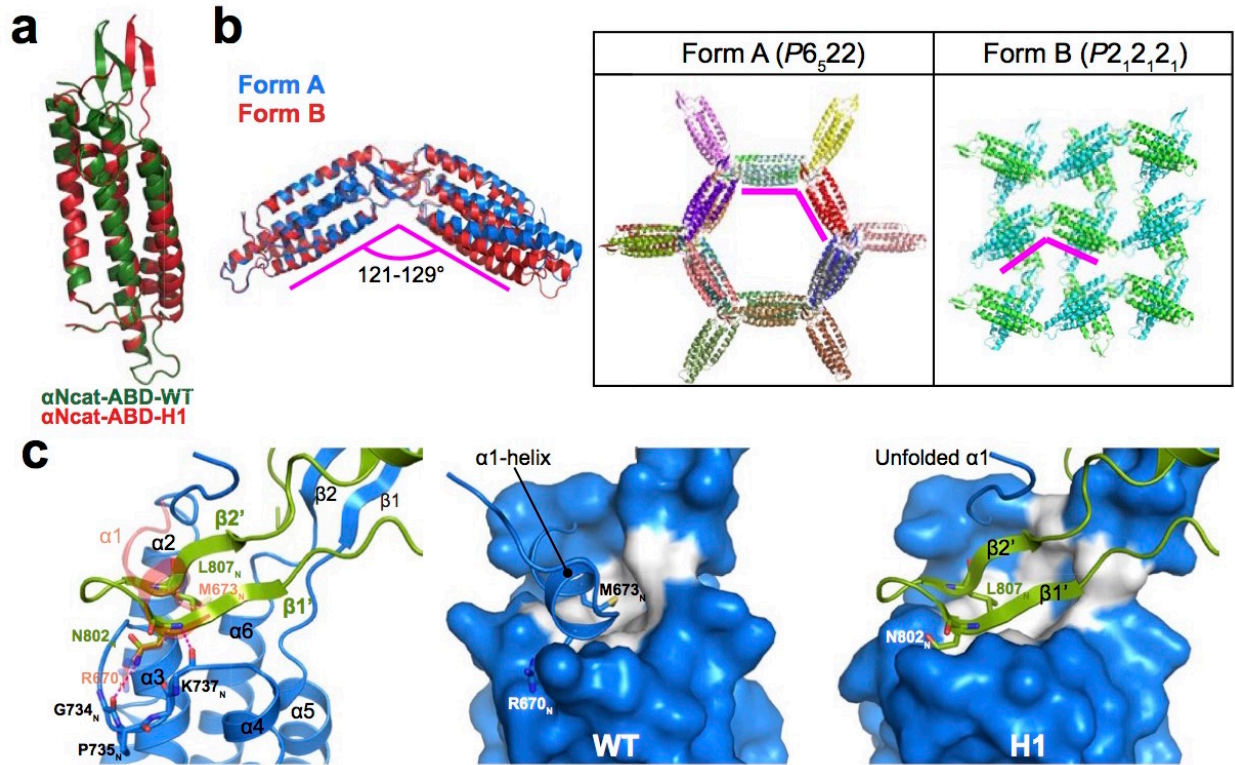 a
αNcat-ABD-WT
αNcat-ABD-H1
b
Form A
Form B
121-129°
Form A (P6₅22)
Form B (P2₁2₁2₁)
c
α1
α2
β2'
β2
β1
L807N
M673N
β1'
N802
α6
R670
α3
K737N
G734N
α4
α5
P735N
α1-helix
M673N
R670N
WT
Unfolded α1
β2'
L807N
β1'
N802N
H1